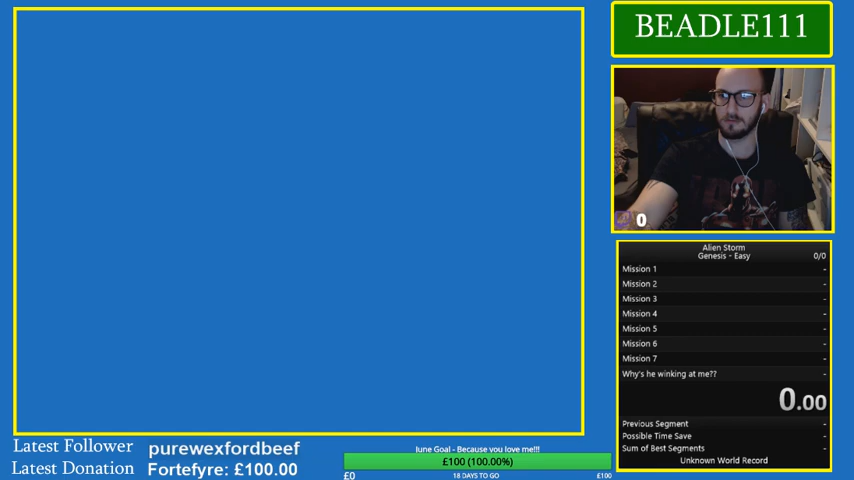 BEADLE111
0
Alien Storm
Genesis - Easy 0/0
Mission 1 -
Mission 2 -
Mission 3 -
Mission 4 -
Mission 5 -
Mission 6 -
Mission 7 -
Why's he winking at me?? -
0.00
Previous Segment -
Possible Time Save -
Sum of Best Segments -
Unknown World Record
Latest Follower purewexfordbeef
Latest Donation Fortefyre: £100.00
June Goal - Because you love me!!!
£100 (100.00%)
£0 18 DAYS TO GO £100